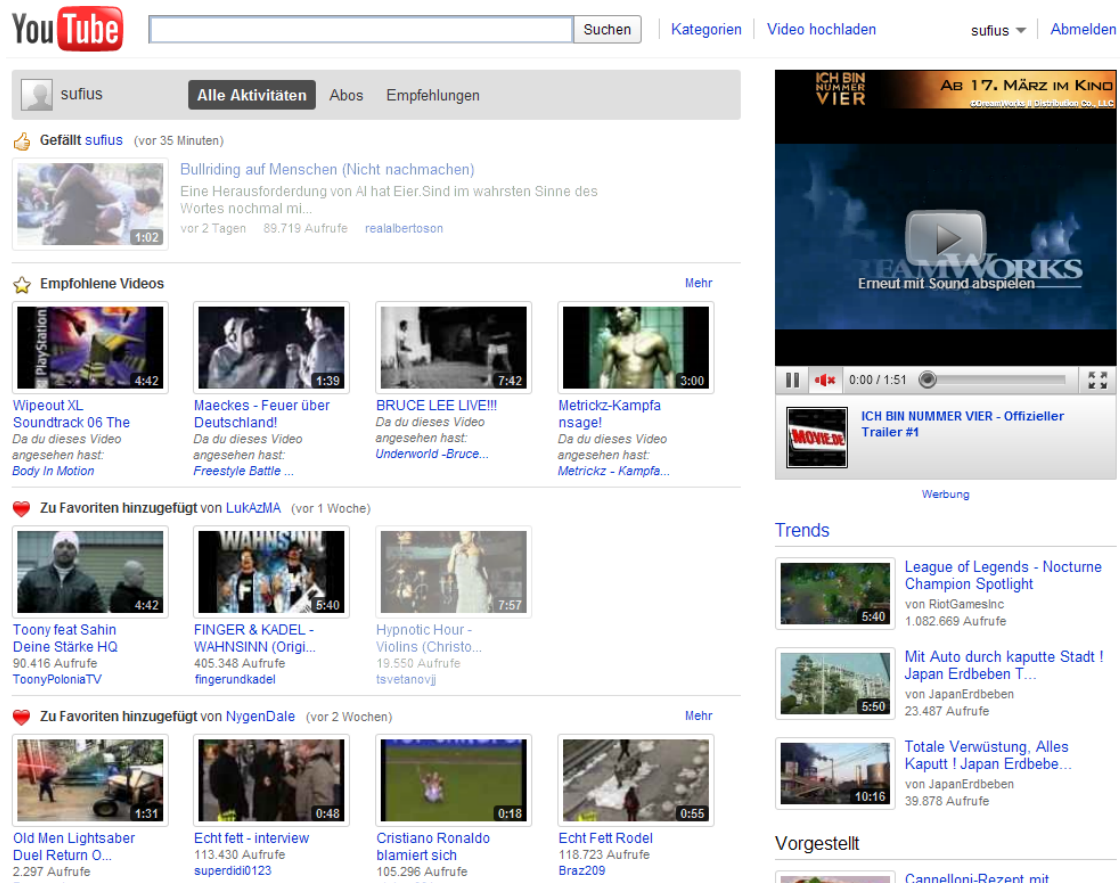 YouTube
Suchen
Kategorien
Video hochladen
sufius
Abmelden
sufius
Alle Aktivitäten
Abos
Empfehlungen
Gefällt sufius (vor 35 Minuten)
1:02
Bullriding auf Menschen (Nicht nachmachen)
Eine Herausforderdung von Al hat Eier.Sind im wahrsten Sinne des
Wortes nochmal mi...
vor 2 Tagen 89.719 Aufrufe realalbertoson
Empfohlene Videos
Mehr
PlayStation
4:42
Wipeout XL
Soundtrack 06 The
Da du dieses Video
angesehen hast:
Body In Motion
1:39
Maeckes - Feuer über
Deutschland!
Da du dieses Video
angesehen hast:
Freestyle Battle ...
7:42
BRUCE LEE LIVE!!!
Da du dieses Video
angesehen hast:
Underworld -Bruce...
3:00
Metrickz-Kampfa
nsage!
Da du dieses Video
angesehen hast:
Metrickz - Kampfa...
Zu Favoriten hinzugefügt von LukAzMA (vor 1 Woche)
4:42
Toony feat Sahin
Deine Stärke HQ
90.416 Aufrufe
ToonyPoloniaTV
WAHNSINN
5:40
FINGER & KADEL -
WAHNSINN (Origi...
405.348 Aufrufe
fingerundkadel
7:57
Hypnotic Hour -
Violins (Christo...
19.550 Aufrufe
tsvetanovjj
Zu Favoriten hinzugefügt von NygenDale (vor 2 Wochen)
Mehr
1:31
Old Men Lightsaber
Duel Return O...
2.297 Aufrufe
0:48
Echt fett - interview
113.430 Aufrufe
superdidi0123
0:18
Cristiano Ronaldo
blamiert sich
105.296 Aufrufe
0:55
Echt Fett Rodel
118.723 Aufrufe
Braz209
ICH BIN
NUMMER
VIER
AB 17. MÄRZ IM KINO
©DreamWorks II Distribution Co., LLC
DREAMWORKS
Erneut mit Sound abspielen
0:00 / 1:51
MOVIE.DE
ICH BIN NUMMER VIER - Offizieller
Trailer #1
Werbung
Trends
5:40
League of Legends - Nocturne
Champion Spotlight
von RiotGamesInc
1.082.669 Aufrufe
5:50
Mit Auto durch kaputte Stadt !
Japan Erdbeben T...
von JapanErdbeben
23.487 Aufrufe
10:16
Totale Verwüstung, Alles
Kaputt ! Japan Erdbebe...
von JapanErdbeben
39.878 Aufrufe
Vorgestellt
Cannelloni-Rezept mit